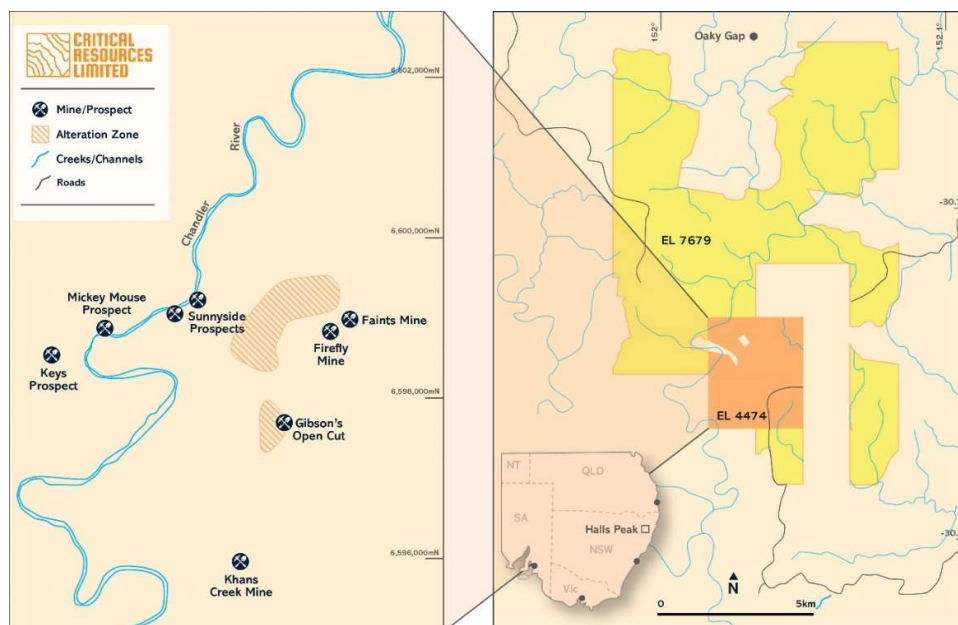 CRITICAL
RESOURCES
LIMITED
Mine/Prospect
Alteration Zone
Creeks/Channels
Roads
6,602,000mN
River
Chandler
6,600,000mN
Mickey Mouse
Prospect
Sunnyside
Prospects
Faints Mine
Firefly
Mine
Keys
Prospect
6,598,000mN
Gibson's
Open Cut
6,596,000mN
Khans
Creek Mine
Oaky Gap
152°
152.1°
EL 7679
EL 4474
NT
QLD
SA
Halls Peak
NSW
Vic
N
0
5km